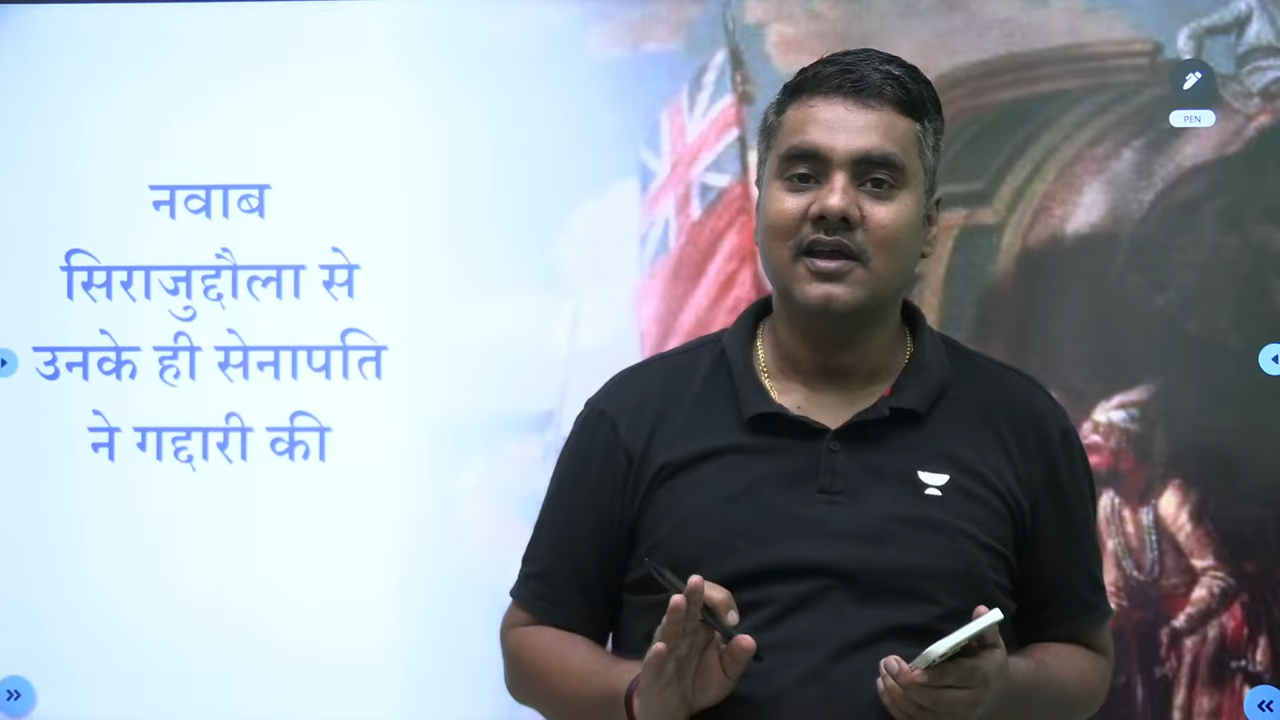 नवाब
सिराजुद्दौला से
उनके ही सेनापति
ने गद्दारी की
PEN